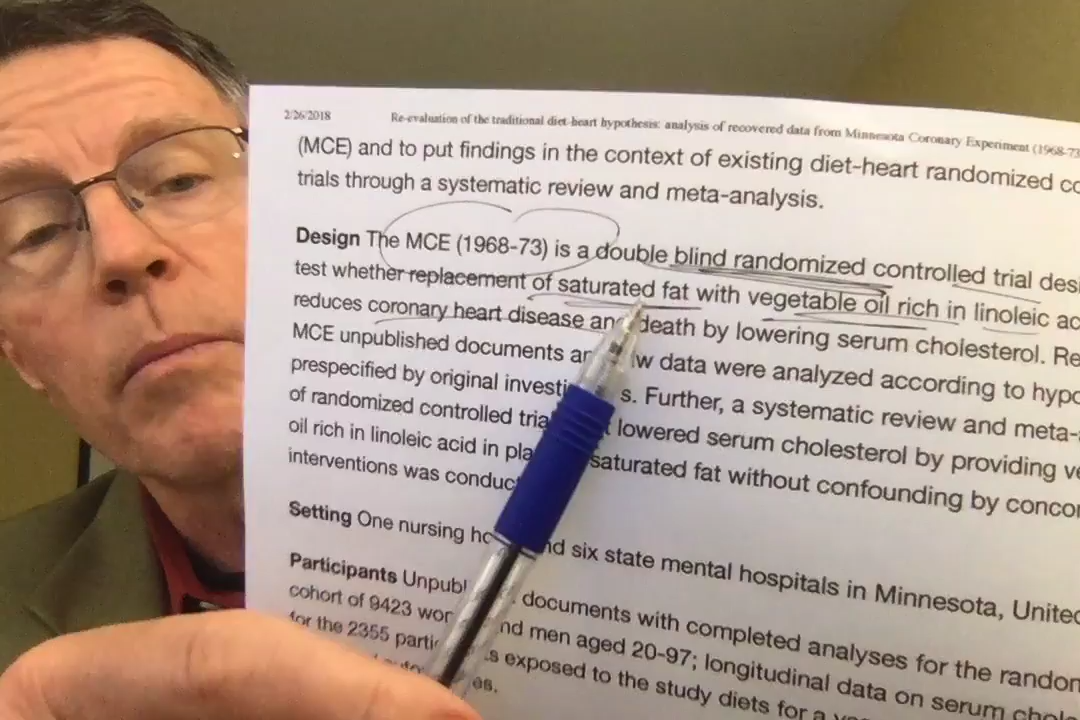 2/26/2018 Re-evaluation of the traditional diet-heart hypothesis: analysis of recovered data from Minnesota Coronary Experiment (1968-73
(MCE) and to put findings in the context of existing diet-heart randomized co
trials through a systematic review and meta-analysis.
Design The MCE (1968-73) is a double blind randomized controlled trial desi
test whether replacement of saturated fat with vegetable oil rich in linoleic ac
reduces coronary heart disease and death by lowering serum cholesterol. Re
MCE unpublished documents a w data were analyzed according to hypo
prespecified by original investi s. Further, a systematic review and meta-
of randomized controlled tria t lowered serum cholesterol by providing ve
oil rich in linoleic acid in pla saturated fat without confounding by conco
interventions was conduc
Setting One nursing ho nd six state mental hospitals in Minnesota, United
Participants Unpubl documents with completed analyses for the random
cohort of 9423 wo nd men aged 20-97; longitudinal data on serum chole
for the 2355 partic s exposed to the study diets for a
es.